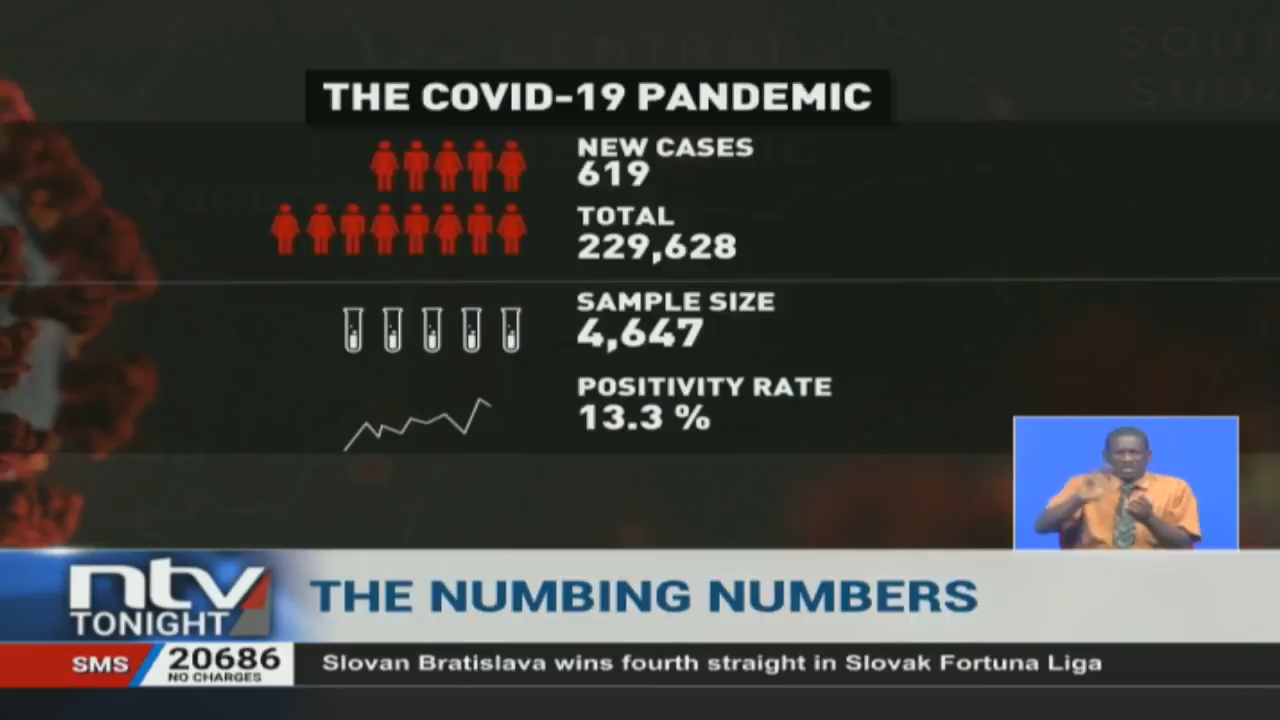 THE COVID-19 PANDEMIC
NEW CASES
619
TOTAL
229,628
SAMPLE SIZE
4,647
POSITIVITY RATE
13.3 %
ntv
TONIGHT
THE NUMBING NUMBERS
SMS
20686
NO CHARGES
Slovan Bratislava wins fourth straight in Slovak Fortuna Liga